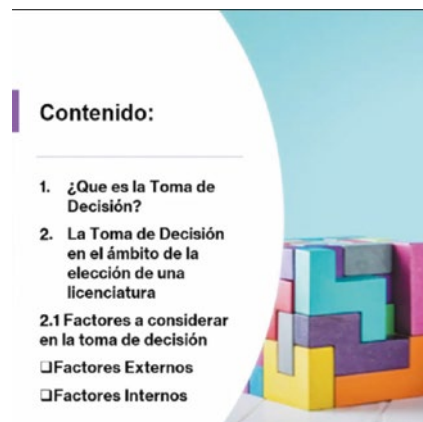 Contenido:
1. ¿Que es la Toma de
Decisión?
2. La Toma de Decisión
en el ámbito de la
elección de una
licenciatura
2.1 Factores a considerar
en la toma de decisión
❑Factores Externos
❑Factores Internos